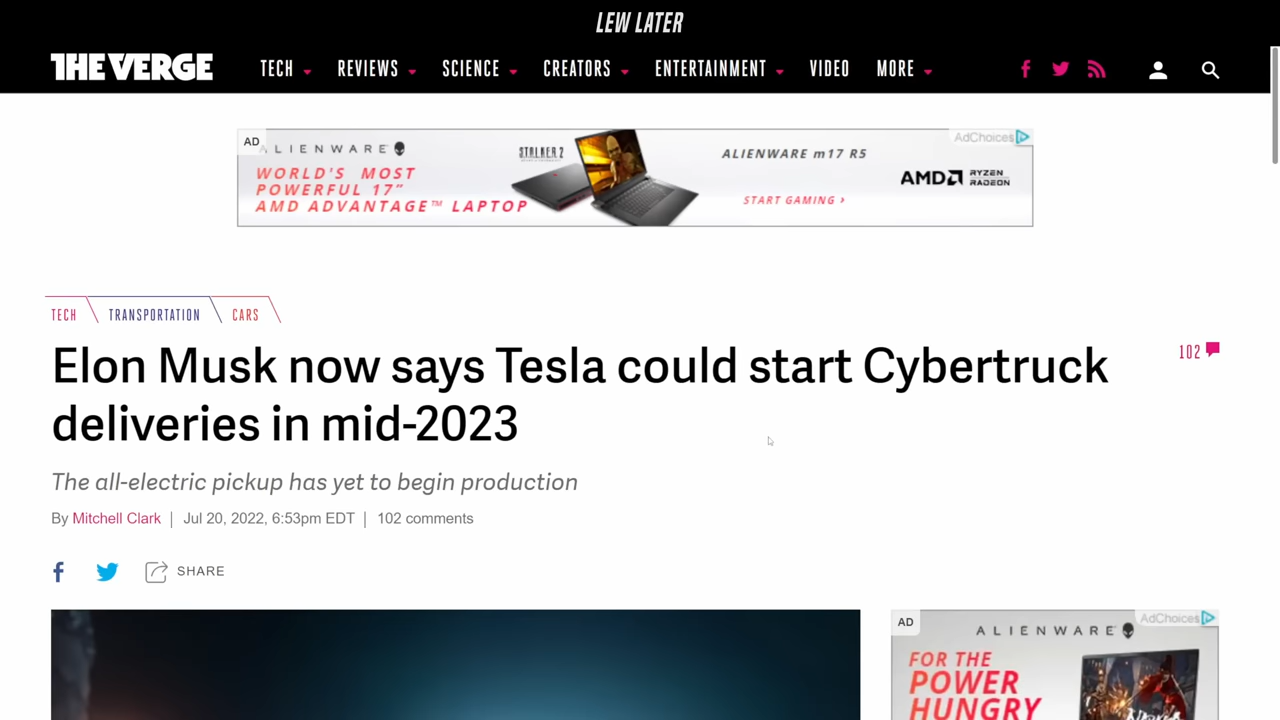 LEW LATER
THE VERGE TECH REVIEWS SCIENCE CREATORS ENTERTAINMENT VIDEO MORE
AD
AdChoices
ALIENWARE
WORLD'S MOST
POWERFUL 17"
AMD ADVANTAGE™ LAPTOP
STALKER 2
ALIENWARE m17 R5
START GAMING ›
AMD RYZEN
RADEON
TECH TRANSPORTATION CARS
Elon Musk now says Tesla could start Cybertruck
deliveries in mid-2023
102
The all-electric pickup has yet to begin production
By Mitchell Clark | Jul 20, 2022, 6:53pm EDT | 102 comments
SHARE
AD
AdChoices
ALIENWARE
FOR THE
POWER
HUNGRY